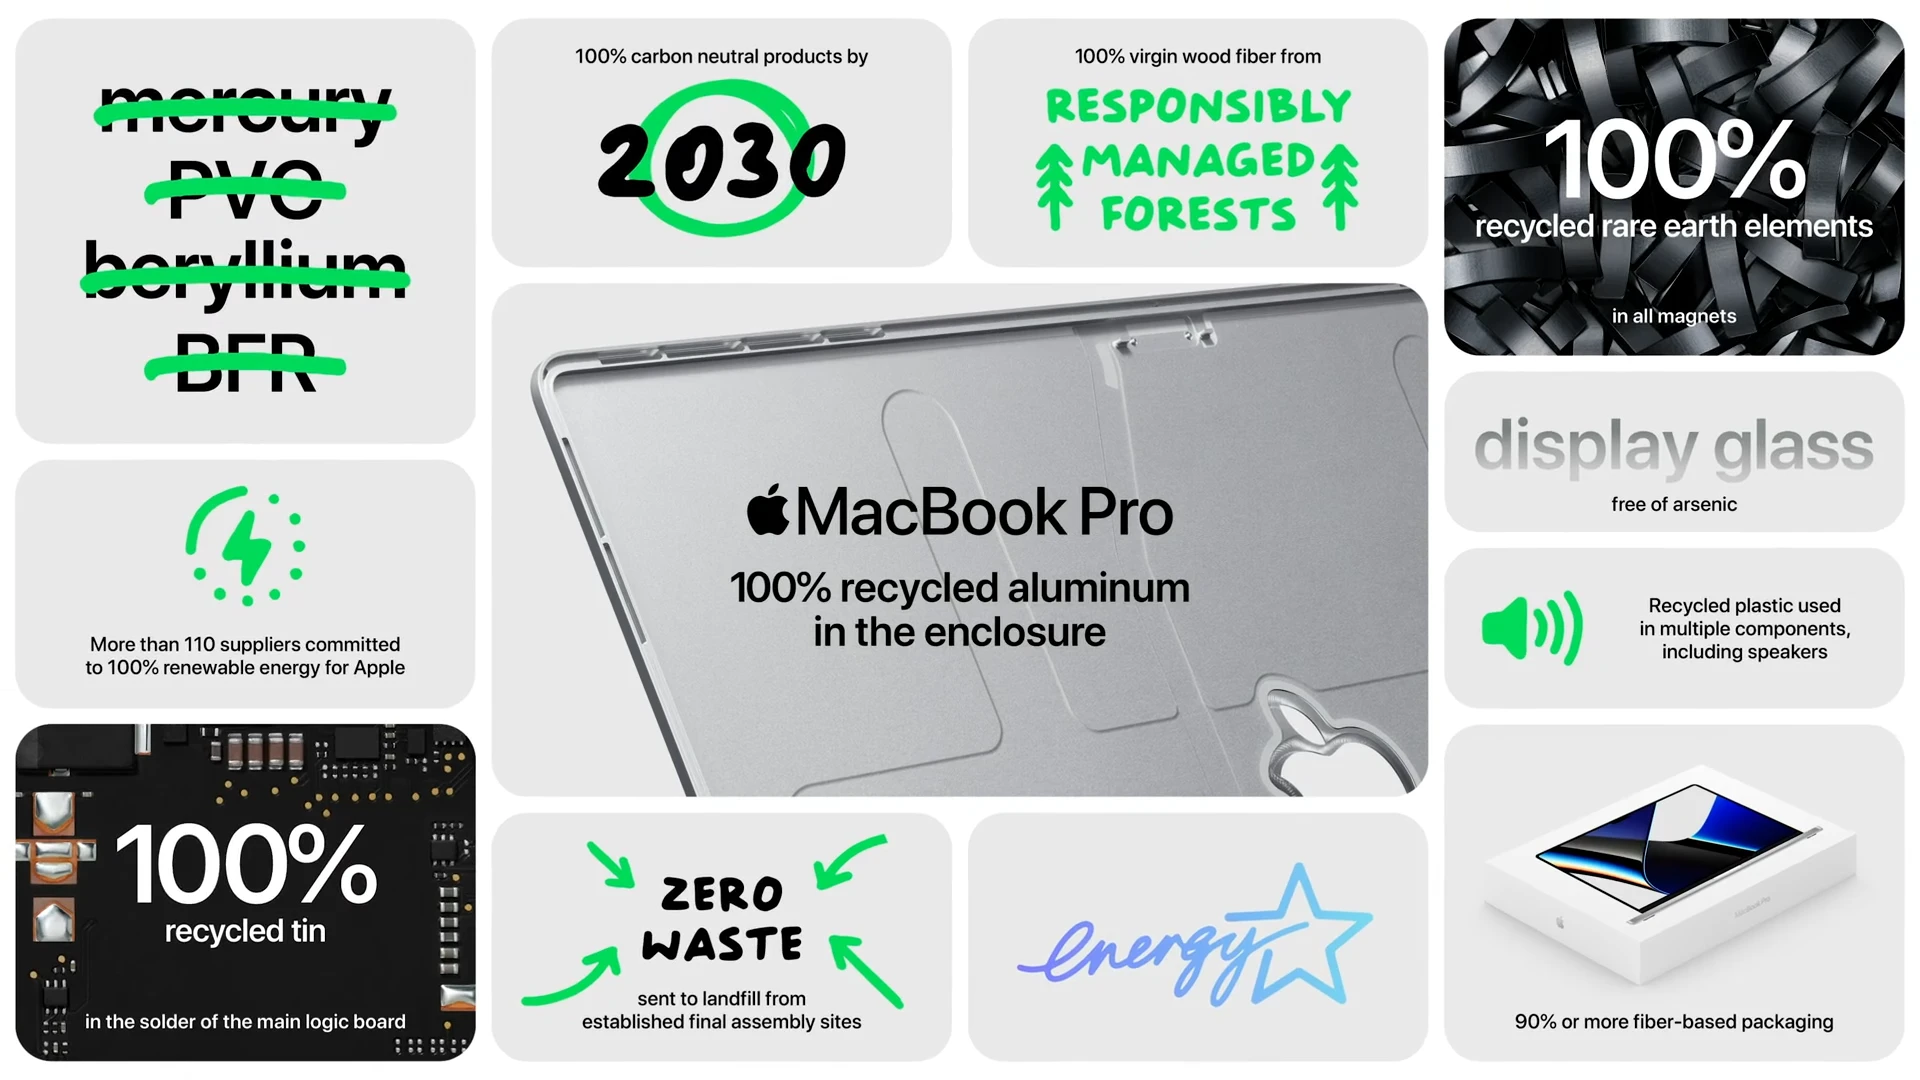 mercury
PVC
beryllium
BFR
100% carbon neutral products by
2030
100% virgin wood fiber from
RESPONSIBLY
MANAGED
FORESTS
100%
recycled rare earth elements
in all magnets
MacBook Pro
100% recycled aluminum
in the enclosure
display glass
free of arsenic
More than 110 suppliers committed
to 100% renewable energy for Apple
Recycled plastic used
in multiple components,
including speakers
100%
recycled tin
in the solder of the main logic board
ZERO
WASTE
sent to landfill from
established final assembly sites
energy
MacBook Pro
90% or more fiber-based packaging